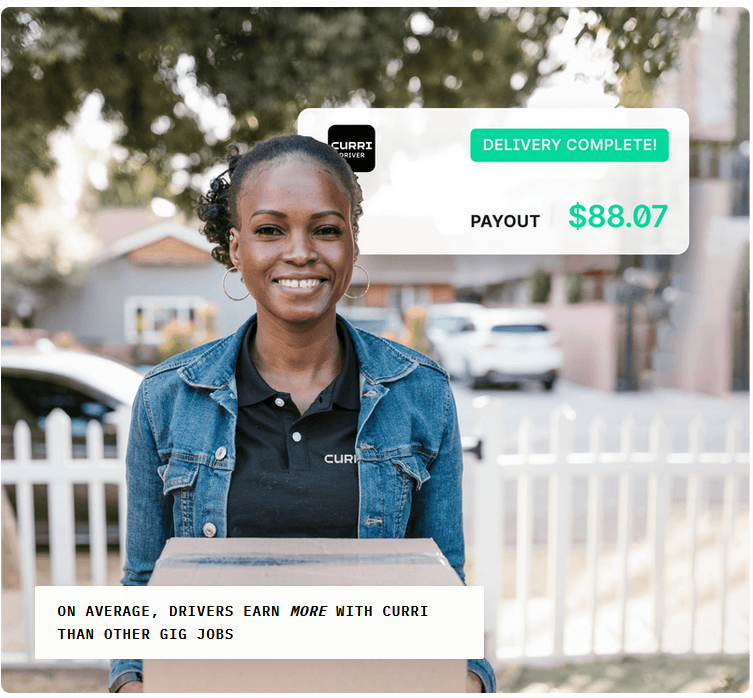 CURRI
DRIVER
DELIVERY COMPLETE!
PAYOUT $88.07
CURRI
ON AVERAGE, DRIVERS EARN MORE WITH CURRI
THAN OTHER GIG JOBS